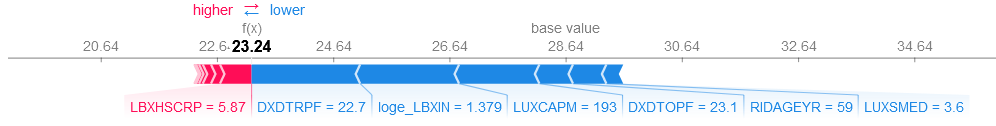 higher ⇄ lower
f(x) base value
20.64 22.64 23.24 24.64 26.64 28.64 30.64 32.64 34.64
LBXHSCRP = 5.87 DXDTRPF = 22.7 loge_LBXIN = 1.379 LUXCAPM = 193 DXDTOPF = 23.1 RIDAGEYR = 59 LUXSMED = 3.6